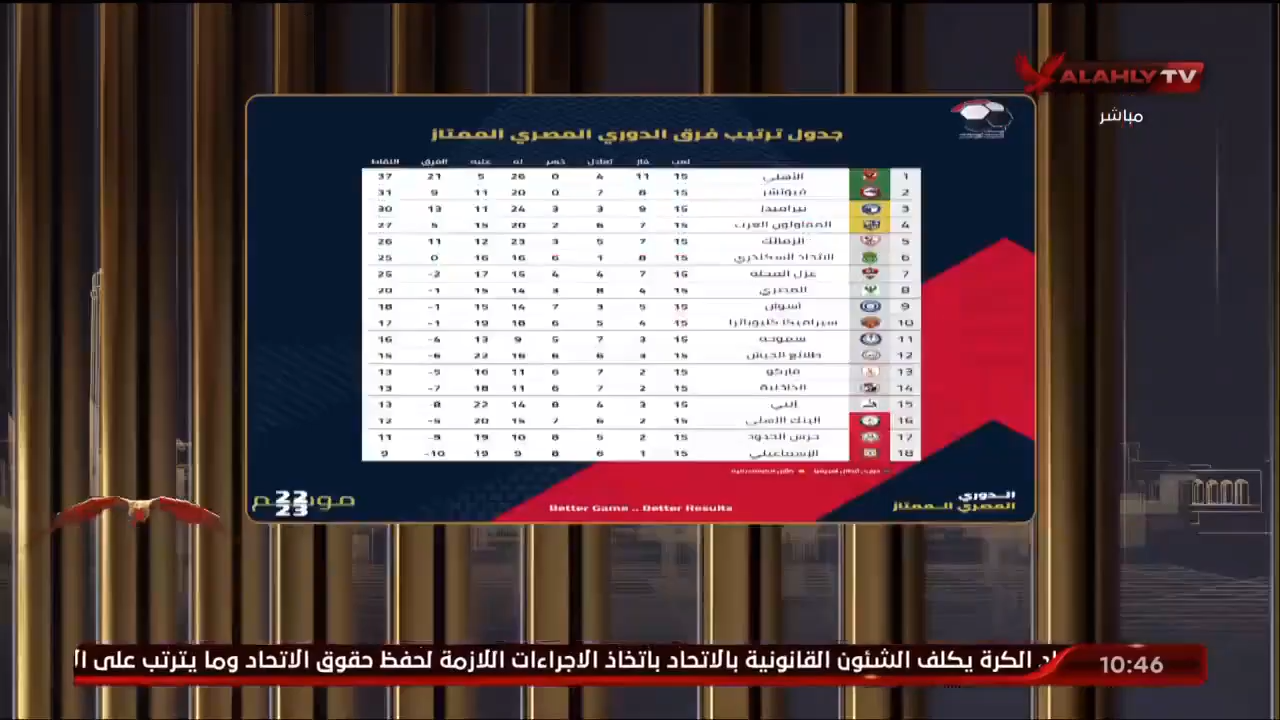 ALAHLY TV
مباشر
جدول ترتيب فرق الدوري المصري الممتاز
لعب فاز تعادل خسر له عليه الفرق النقاط
1 الأهلي 15 11 4 0 26 5 21 37
2 فيوتشر 15 8 7 0 20 11 9 31
3 بيراميدز 15 9 3 3 24 11 13 30
4 المقاولون العرب 15 7 6 2 20 15 5 27
5 الزمالك 15 7 5 3 23 12 11 26
6 الاتحاد السكندري 15 8 1 6 16 16 0 25
7 غزل المحلة 15 7 4 4 15 17 -2 25
8 المصري 15 4 8 3 14 15 -1 20
9 أسوان 15 5 3 7 14 15 -1 18
10 سيراميكا كليوباترا 15 4 5 6 18 19 -1 17
11 سموحة 15 3 7 5 9 13 -4 16
12 طلائع الجيش 15 3 6 6 16 22 -6 15
13 فاركو 15 2 7 6 11 16 -5 13
14 الداخلية 15 2 7 6 11 18 -7 13
15 إنبي 15 3 4 8 14 22 -8 13
16 البنك الأهلي 15 2 6 7 15 20 -5 12
17 حرس الحدود 15 2 5 8 10 19 -9 11
18 الإسماعيلي 15 1 6 8 9 19 -10 9
موسم 22 23
Better Game .. Better Results
الدوري
المصري الممتاز
الكرة يكلف الشئون القانونية بالاتحاد باتخاذ الاجراءات اللازمة لحفظ حقوق الاتحاد وما يترتب على
10:46